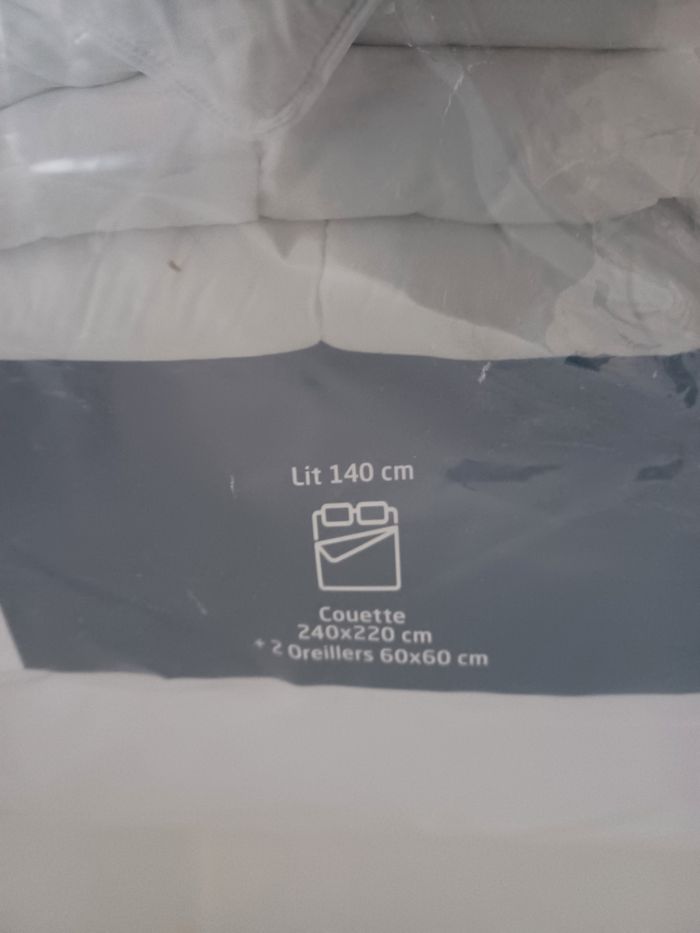 Lit 140 cm
Couette
240x220 cm
+ 2 Oreillers 60x60 cm